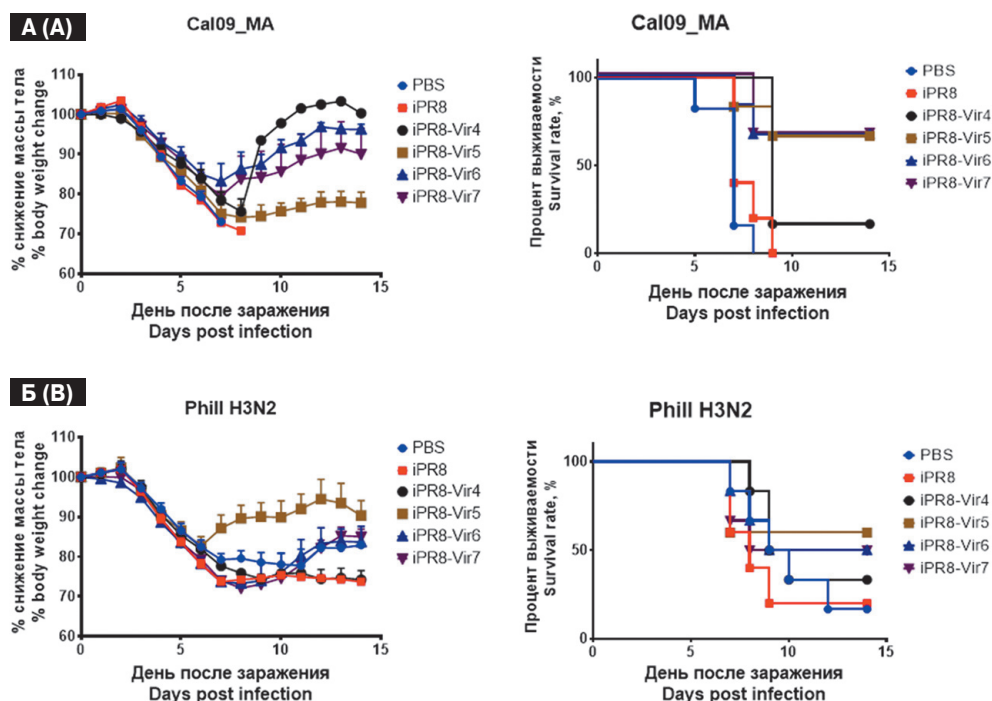 А (A)
Cal09_MA
% снижение массы тела
% body weight change
110
100
90
80
70
60
0
5
10
15
День после заражения
Days post infection
PBS
iPR8
iPR8-Vir4
iPR8-Vir5
iPR8-Vir6
iPR8-Vir7
Cal09_MA
Процент выживаемости
Survival rate, %
100
50
0
0
5
10
15
День после заражения
Days post infection
PBS
iPR8
iPR8-Vir4
iPR8-Vir5
iPR8-Vir6
iPR8-Vir7
Б (B)
Phill H3N2
% снижение массы тела
% body weight change
110
100
90
80
70
60
0
5
10
15
День после заражения
Days post infection
PBS
iPR8
iPR8-Vir4
iPR8-Vir5
iPR8-Vir6
iPR8-Vir7
Phill H3N2
Процент выживаемости
Survival rate, %
100
50
0
0
5
10
15
День после заражения
Days post infection
PBS
iPR8
iPR8-Vir4
iPR8-Vir5
iPR8-Vir6
iPR8-Vir7